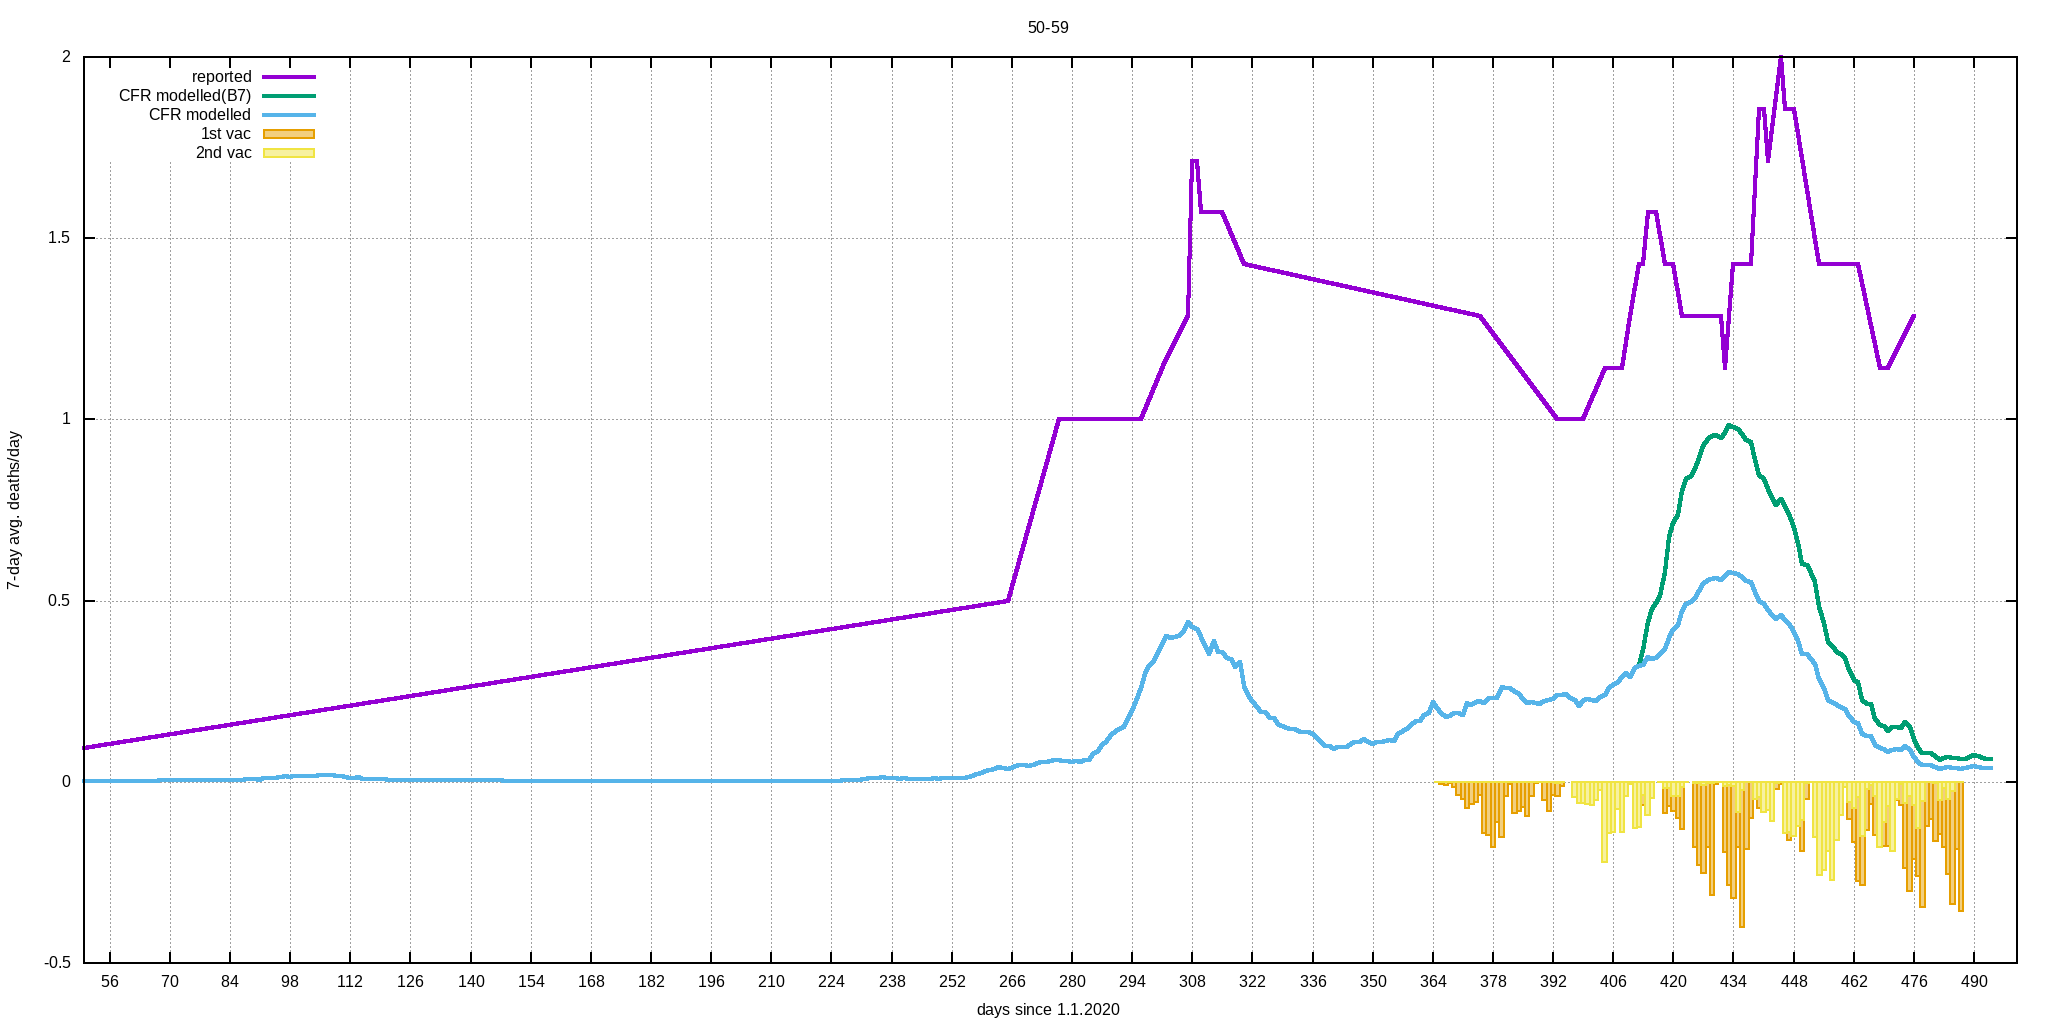 50-59
reported
CFR modelled(B7)
CFR modelled
1st vac
2nd vac
2
1.5
1
0.5
0
-0.5
7-day avg. deaths/day
56 70 84 98 112 126 140 154 168 182 196 210 224 238 252 266 280 294 308 322 336 350 364 378 392 406 420 434 448 462 476 490
days since 1.1.2020